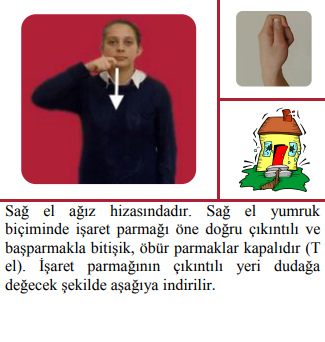 Sağ el ağız hizasındadır. Sağ el yumruk
biçiminde işaret parmağı öne doğru çıkıntılı ve
başparmakla bitişik, öbür parmaklar kapalıdır (T
el). İşaret parmağının çıkıntılı yeri dudağa
değecek şekilde aşağıya indirilir.